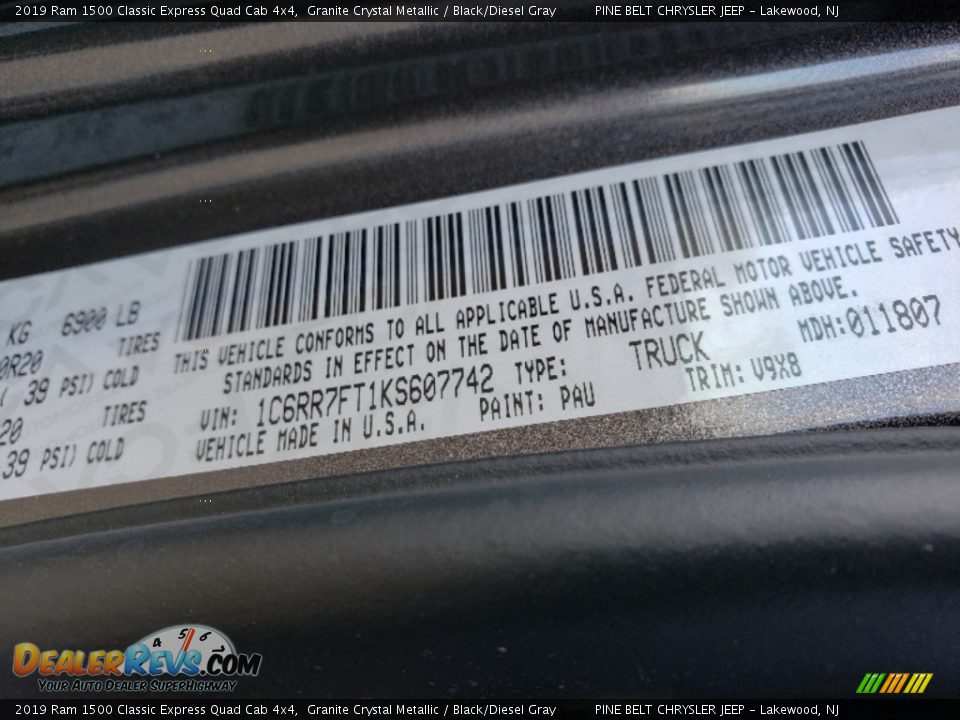 2019 Ram 1500 Classic Express Quad Cab 4x4,  Granite Crystal Metallic / Black/Diesel Gray        PINE BELT CHRYSLER JEEP - Lakewood, NJ
KG 6900 LB
0R20 TIRES
( 39 PSI) COLD
20 TIRES
39 PSI) COLD
THIS VEHICLE CONFORMS TO ALL APPLICABLE U.S.A. FEDERAL MOTOR VEHICLE SAFETY
STANDARDS IN EFFECT ON THE DATE OF MANUFACTURE SHOWN ABOVE.
VIN: 1C6RR7FT1KS607742 TYPE: TRUCK MDH:011807
VEHICLE MADE IN U.S.A. PAINT: PAU TRIM: V9X8
4 5 6
DEALERREVS.COM
YOUR AUTO DEALER SUPERHIGHWAY
2019 Ram 1500 Classic Express Quad Cab 4x4,  Granite Crystal Metallic / Black/Diesel Gray        PINE BELT CHRYSLER JEEP - Lakewood, NJ